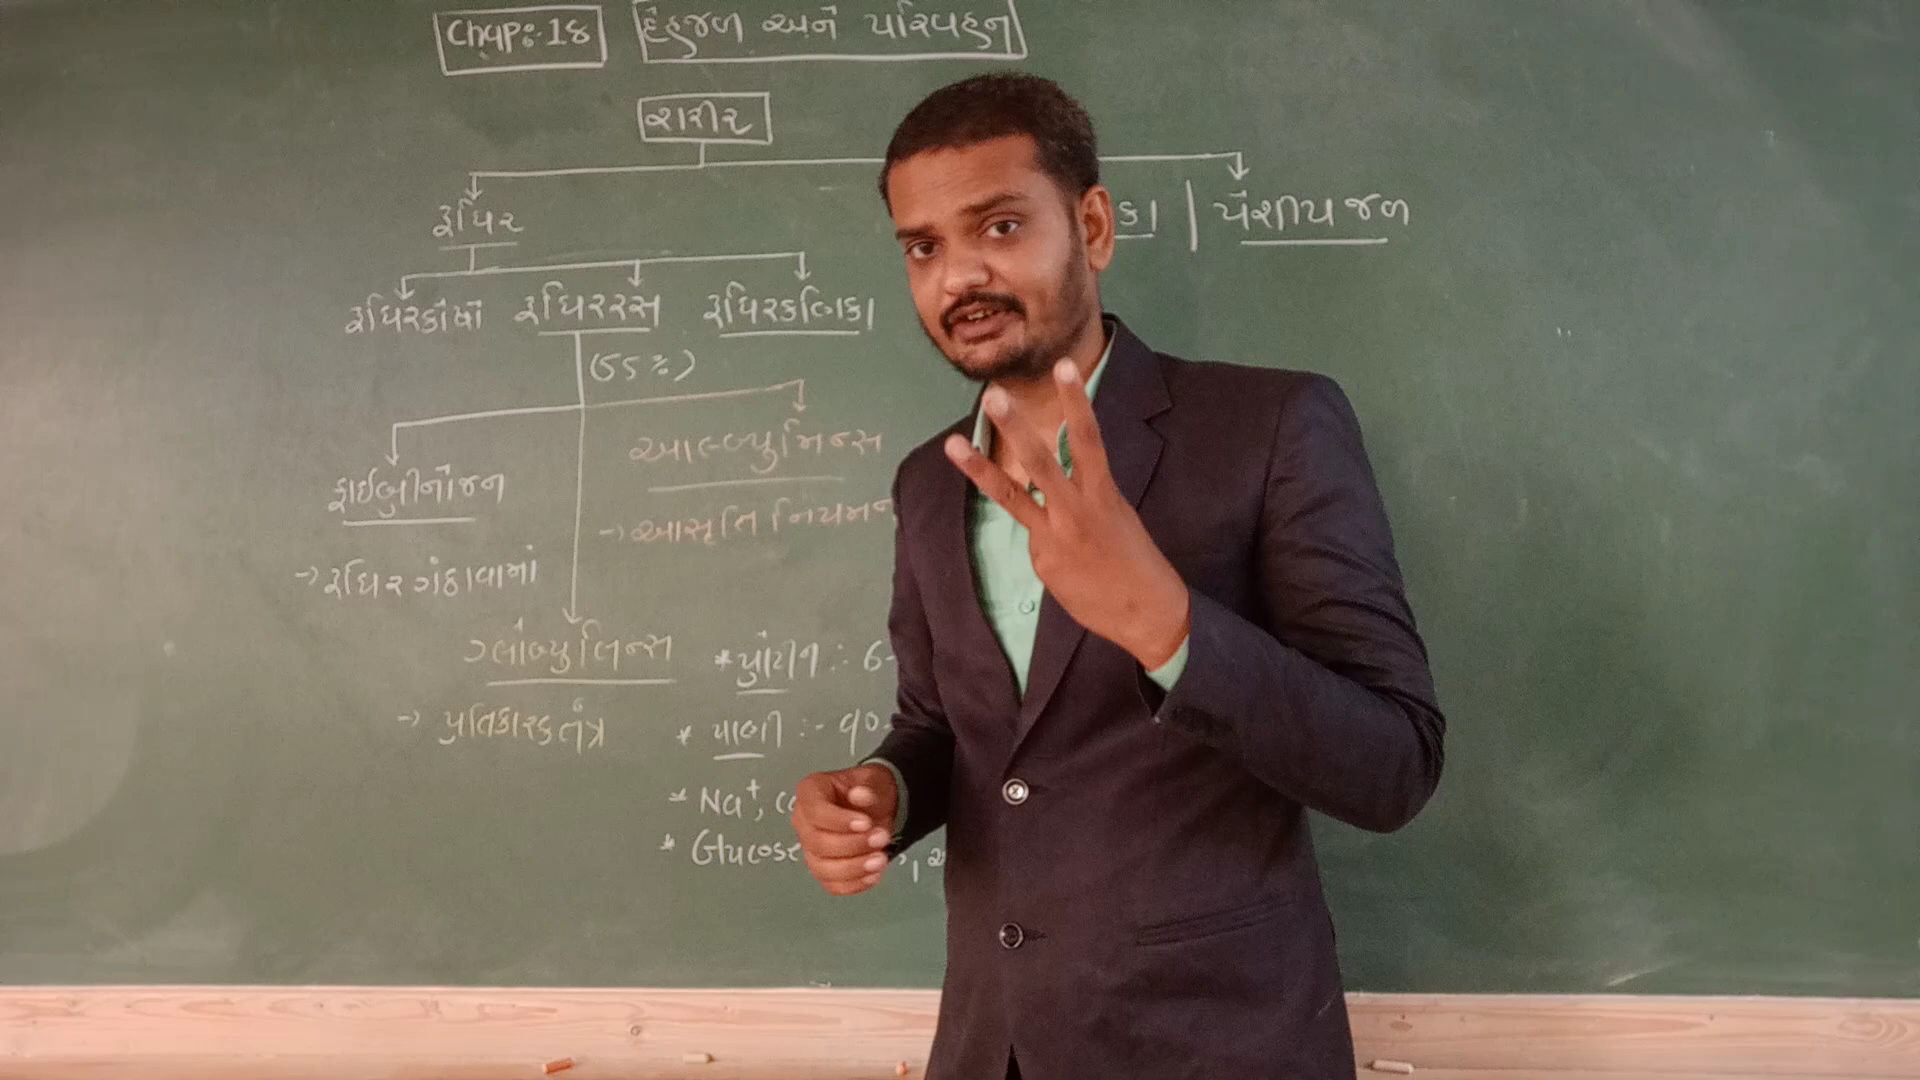 Chap:-18 દેહજળ અને પરિવહન
શરીર
રુધિર કા | પેશીય જળ
રુધિરકોષો રુધિરરસ રુધિરકણિકા
(55%)
આલ્બ્યુમિન્સ
ફાઈબ્રીનોજન
→ આસૃતિ નિયમન
→ રુધિર ગંઠાવામાં
ગ્લોબ્યુલિન્સ * પ્રોટીન :- 6-
→ પ્રતિકારકતંત્ર * પાણી :- 90-
* Na+,
* Glucose